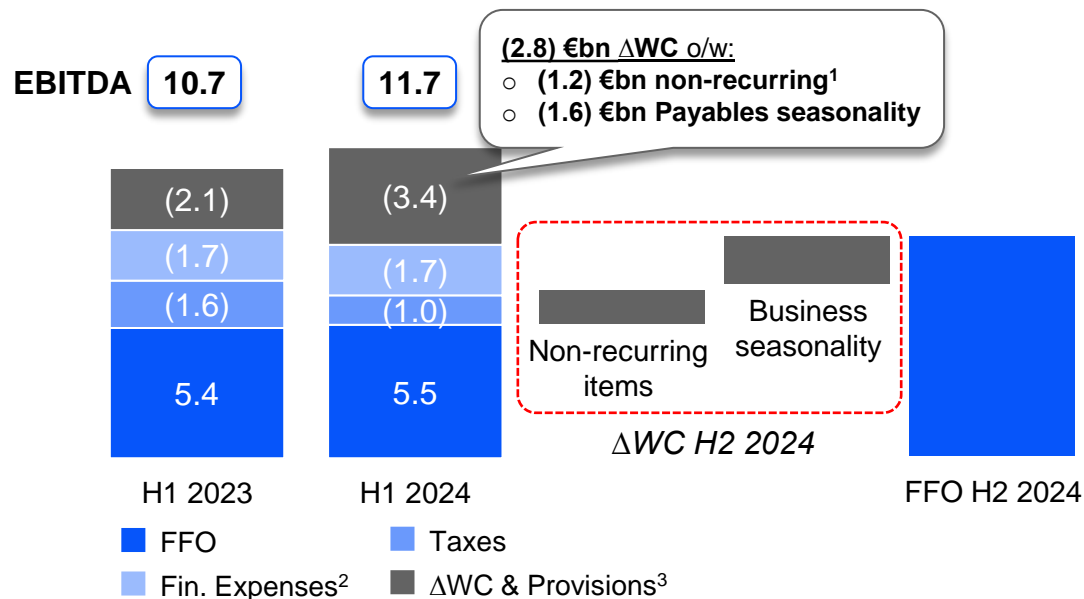 EBITDA 10.7 11.7
(2.8) €bn ∆WC o/w:
o (1.2) €bn non-recurring¹
o (1.6) €bn Payables seasonality
(2.1)
(1.7)
(1.6)
5.4
(3.4)
(1.7)
(1.0)
5.5
Non-recurring
items
Business
seasonality
∆WC H2 2024
H1 2023
H1 2024
FFO H2 2024
FFO
Taxes
Fin. Expenses²
∆WC & Provisions³